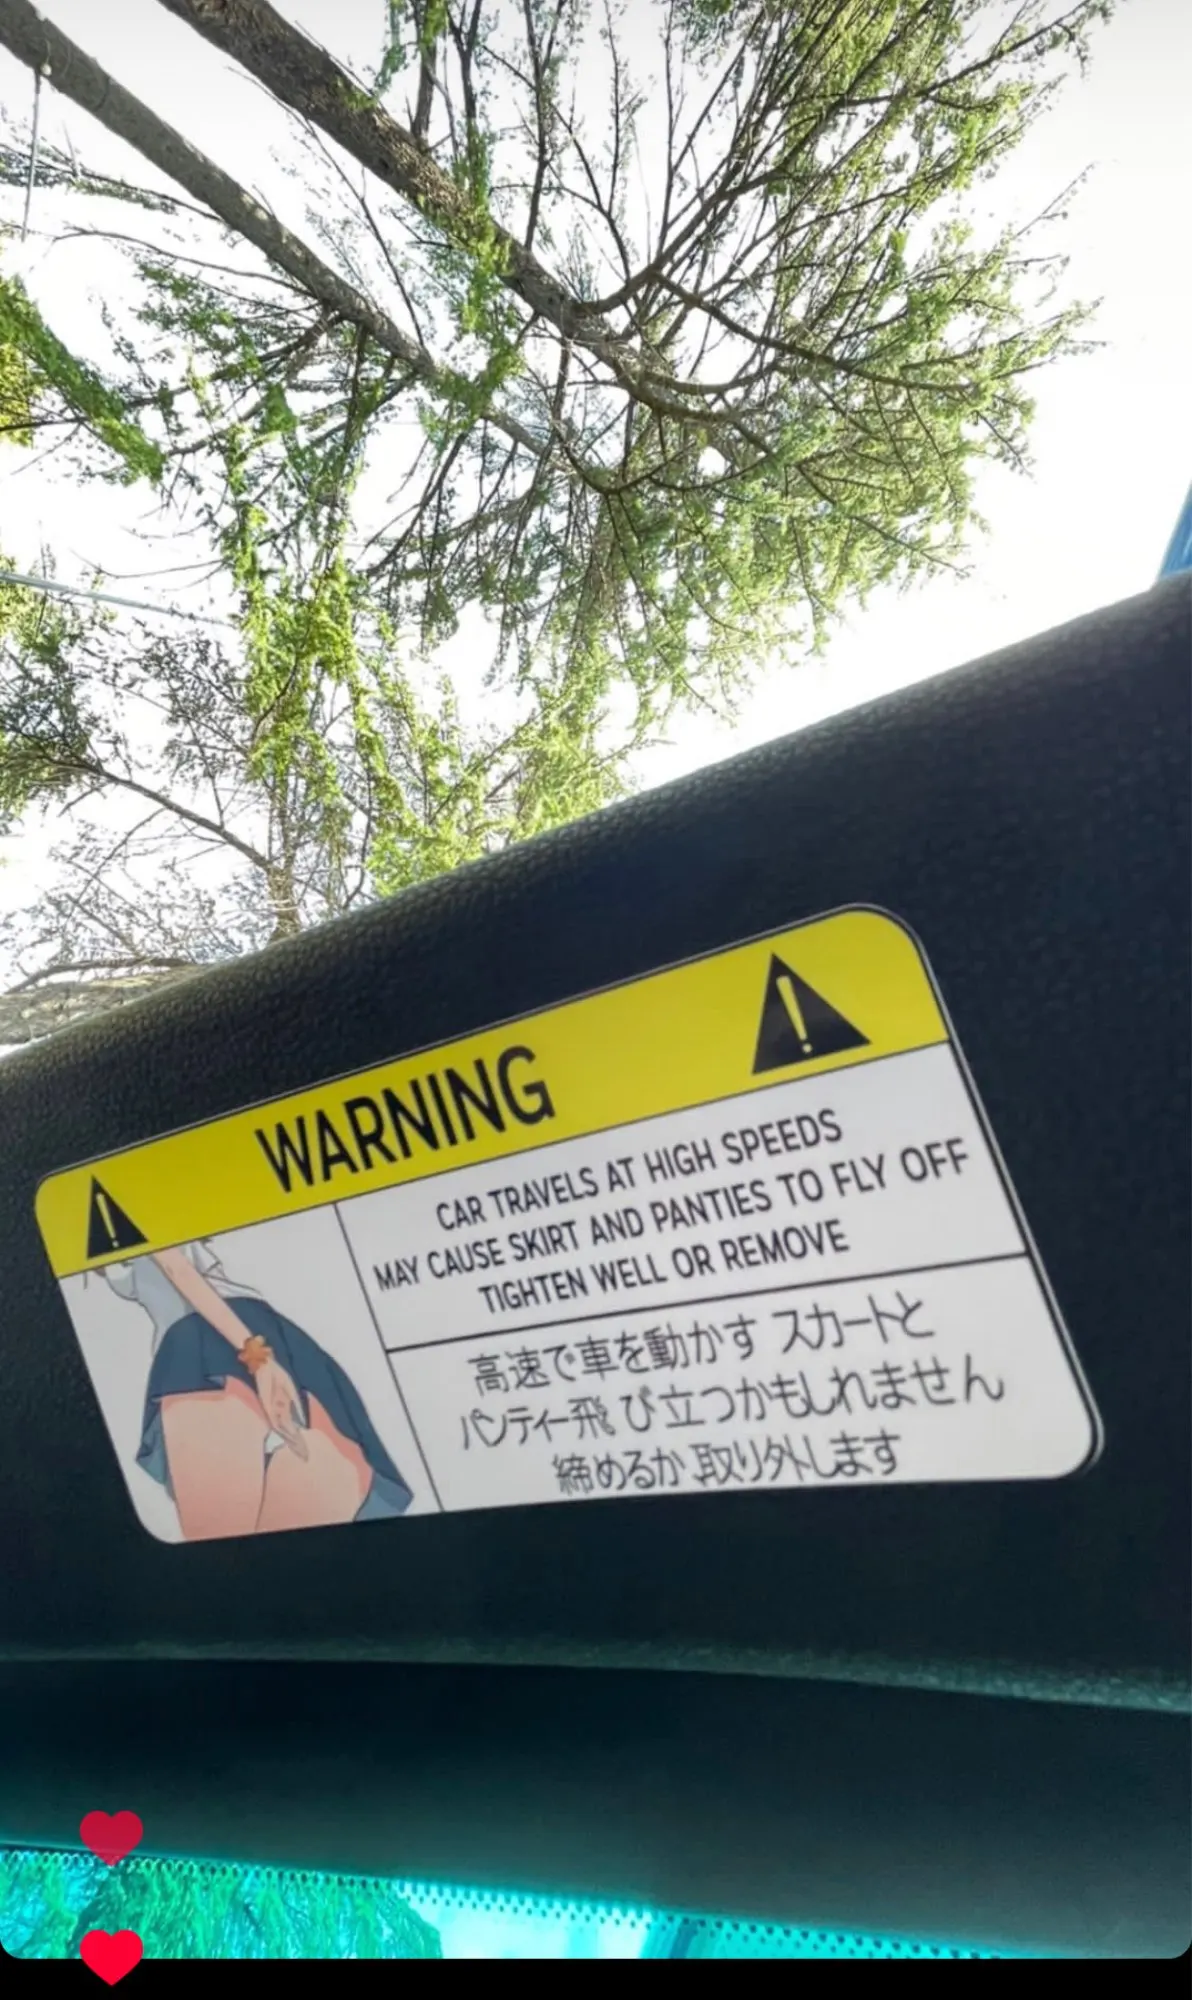 WARNING
CAR TRAVELS AT HIGH SPEEDS
MAY CAUSE SKIRT AND PANTIES TO FLY OFF
TIGHTEN WELL OR REMOVE
高速で車を動かす スカートと
パンティー飛 び立つかもしれません
締めるか 取り外します